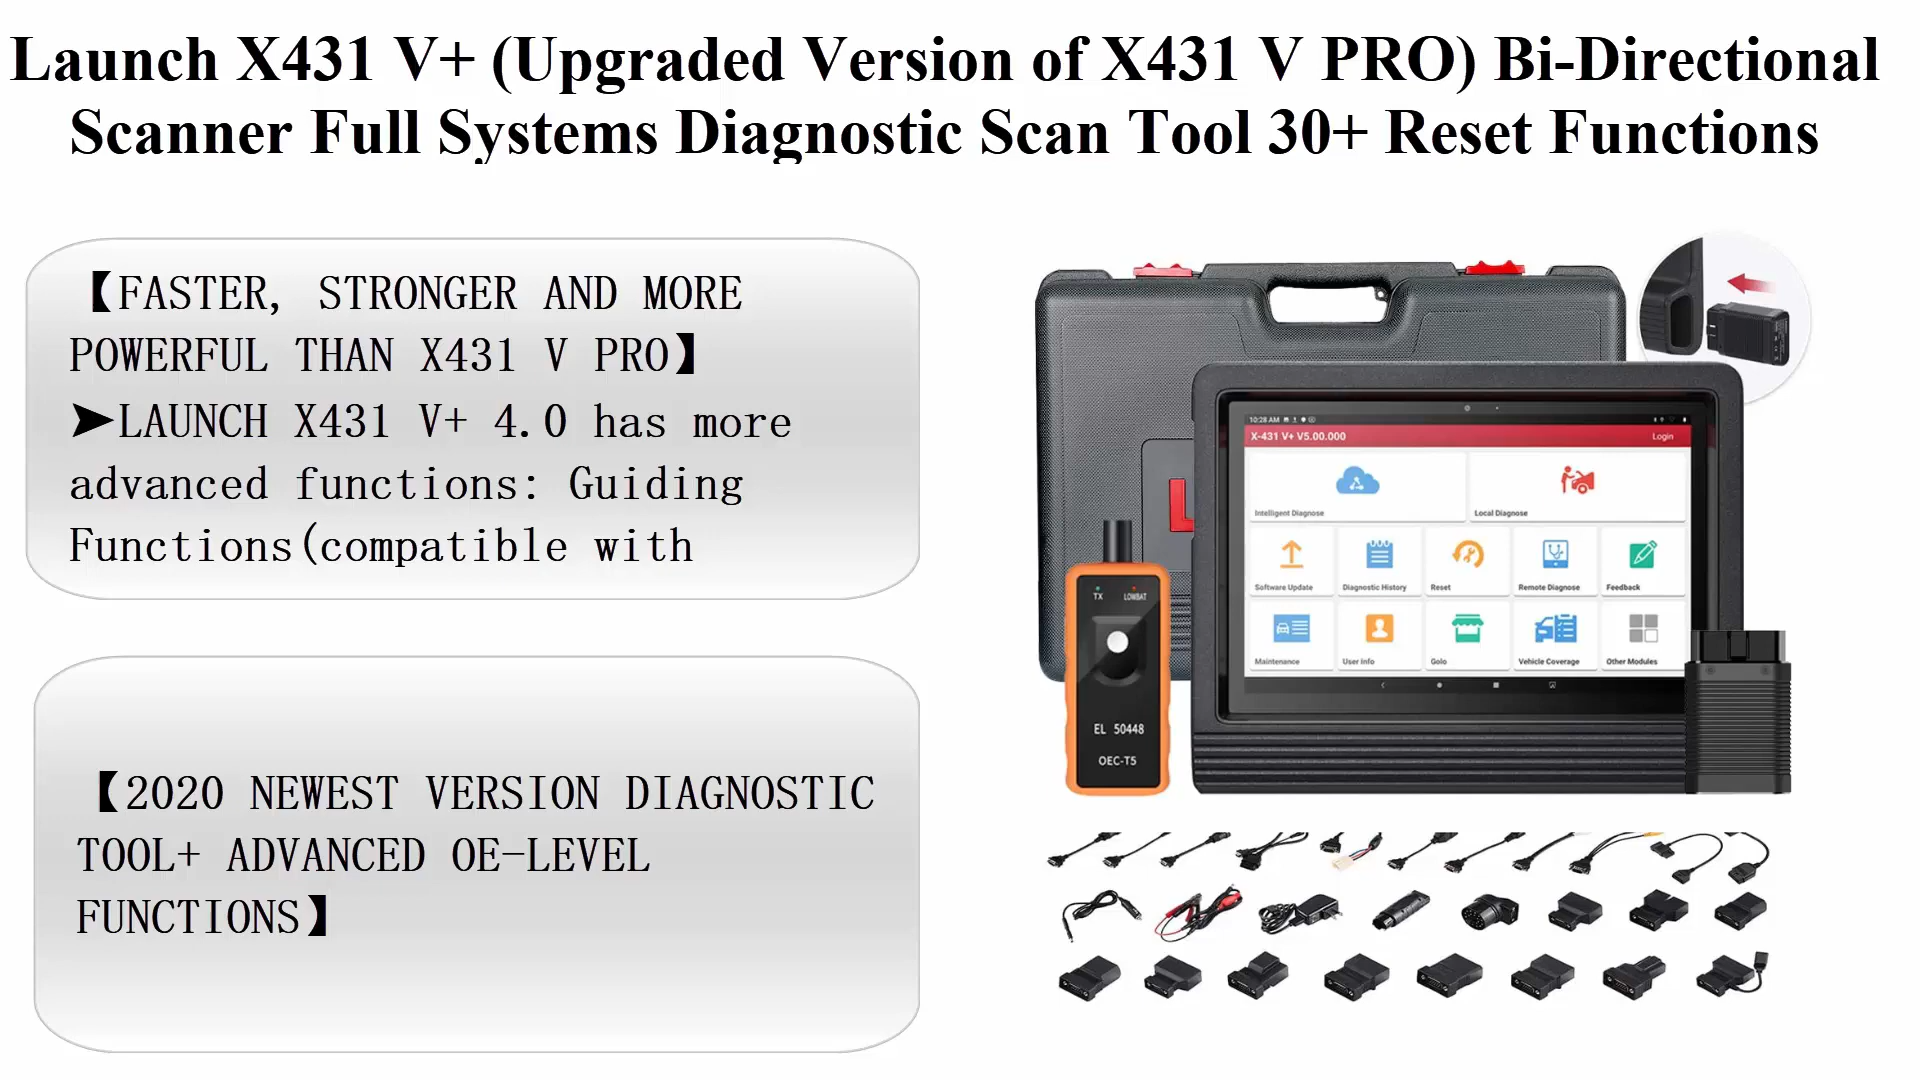 Launch X431 V+ (Upgraded Version of X431 V PRO) Bi-Directional
Scanner Full Systems Diagnostic Scan Tool 30+ Reset Functions
【FASTER, STRONGER AND MORE
POWERFUL THAN X431 V PRO】
➤LAUNCH X431 V+ 4.0 has more
advanced functions: Guiding
Functions(compatible with
【2020 NEWEST VERSION DIAGNOSTIC
TOOL+ ADVANCED OE-LEVEL
FUNCTIONS】
10:28 AM
X-431 V+ V5.00.000 Login
Intelligent Diagnose Local Diagnose
Software Update Diagnostic History Reset Remote Diagnose Feedback
Maintenance User Info Golo Vehicle Coverage Other Modules
TX LOWBAT
EL 50448
OEC-T5